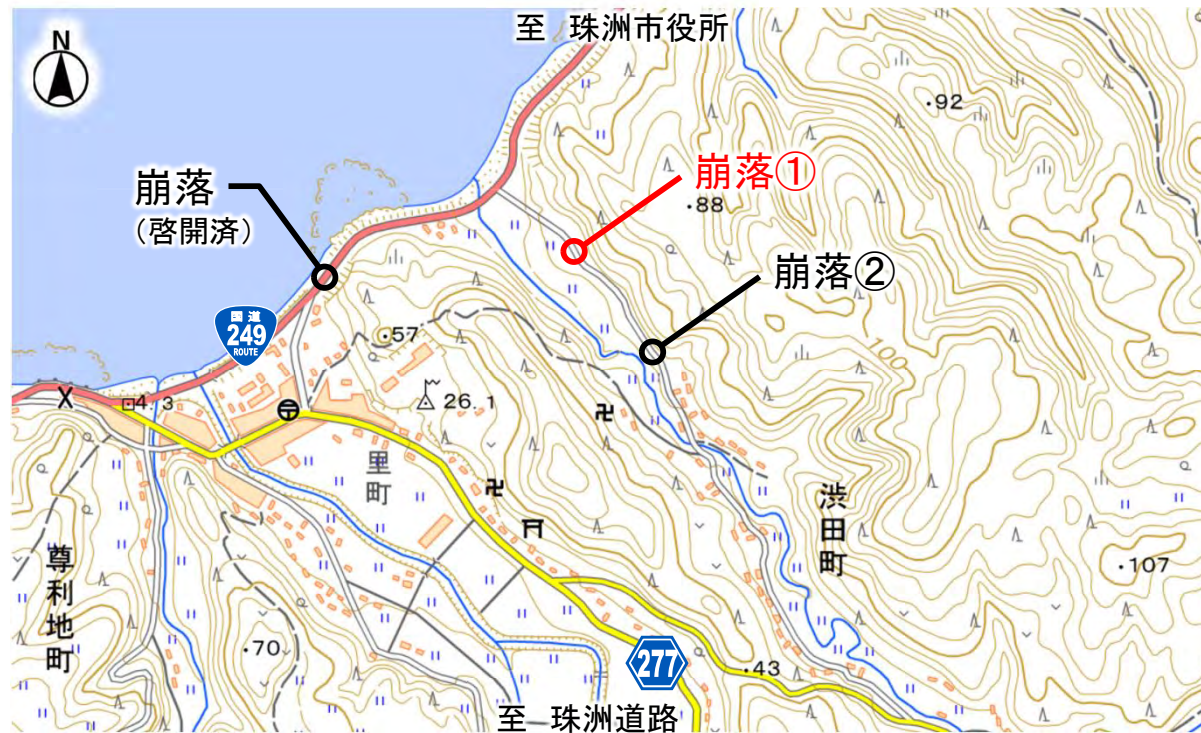 至 珠洲市役所
N
92
崩落①
88
崩落
(啓開済)
崩落②
国道
249
ROUTE
57
100
4.3
26.1
里町
渋田町
尊利地町
107
70
277
43
至 珠洲道路